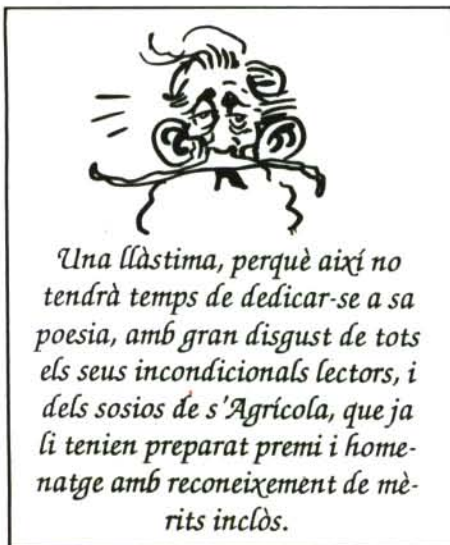 Una llàstima, perquè així no
tendrà temps de dedicar-se a sa
poesia, amb gran disgust de tots
els seus incondicionals lectors, i
dels sosios de s'Agrícola, que ja
li tenien preparat premi i home-
natge amb reconeixement de mè-
rits inclòs.